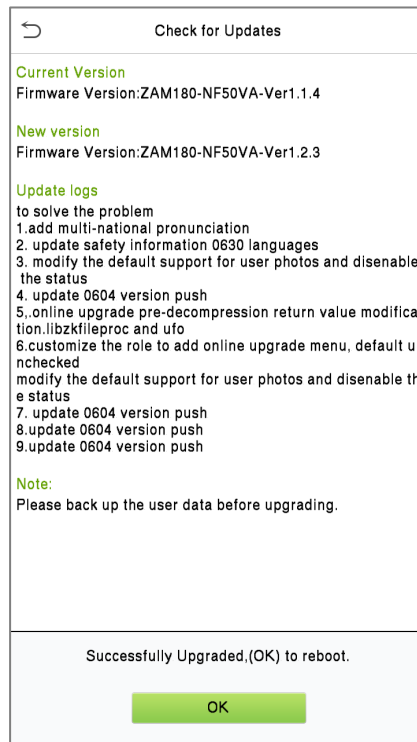 Check for Updates
Current Version
Firmware Version:ZAM180-NF50VA-Ver1.1.4
New version
Firmware Version:ZAM180-NF50VA-Ver1.2.3
Update logs
to solve the problem
1.add multi-national pronunciation
2. update safety information 0630 languages
3. modify the default support for user photos and disenable
the status
4. update 0604 version push
5,.online upgrade pre-decompression return value modifica
tion.libzkfileproc and ufo
6.customize the role to add online upgrade menu, default u
nchecked
modify the default support for user photos and disenable th
e status
7. update 0604 version push
8.update 0604 version push
9.update 0604 version push
Note:
Please back up the user data before upgrading.
Successfully Upgraded,(OK) to reboot.
OK